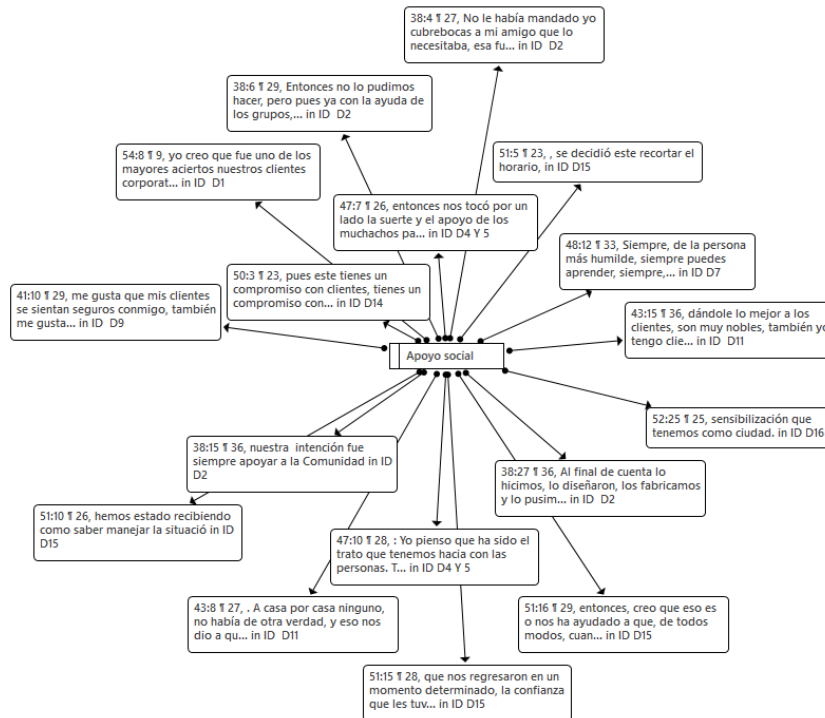 38:4 ¶ 27, No le había mandado yo
cubrebocas a mi amigo que lo
necesitaba, esa fu... in ID  D2
38:6 ¶ 29, Entonces no lo pudimos
hacer, pero pues ya con la ayuda de
los grupos,... in ID  D2
54:8 ¶ 9, yo creo que fue uno de los
mayores aciertos nuestros clientes
corporat... in ID  D1
51:5 ¶ 23, , se decidió este recortar el
horario, in ID D15
47:7 ¶ 26, entonces nos tocó por un
lado la suerte y el apoyo de los
muchachos pa... in ID D4 Y 5
48:12 ¶ 33, Siempre, de la persona
más humilde, siempre puedes
aprender, siempre,... in ID D7
50:3 ¶ 23, pues este tienes un
compromiso con clientes, tienes un
compromiso con... in ID D14
41:10 ¶ 29, me gusta que mis clientes
se sientan seguros conmigo, también
me gusta... in ID  D9
43:15 ¶ 36, dándole lo mejor a los
clientes, son muy nobles, también yo
tengo clie... in ID  D11
Apoyo social
52:25 ¶ 25, sensibilización que
tenemos como ciudad. in ID D16
38:15 ¶ 36, nuestra  intención fue
siempre apoyar a la Comunidad in ID
D2
38:27 ¶ 36, Al final de cuenta lo
hicimos, lo diseñaron, los fabricamos
y lo pusim... in ID  D2
51:10 ¶ 26, hemos estado recibiendo
como saber manejar la situació in ID
D15
47:10 ¶ 28, : Yo pienso que ha sido el
trato que tenemos hacia con las
personas. T... in ID D4 Y 5
43:8 ¶ 27, . A casa por casa ninguno,
no había de otra verdad, y eso nos
dio a qu... in ID  D11
51:16 ¶ 29, entonces, creo que eso es
o nos ha ayudado a que, de todos
modos, cuan... in ID D15
51:15 ¶ 28, que nos regresaron en un
momento determinado, la confianza
que les tuv... in ID D15